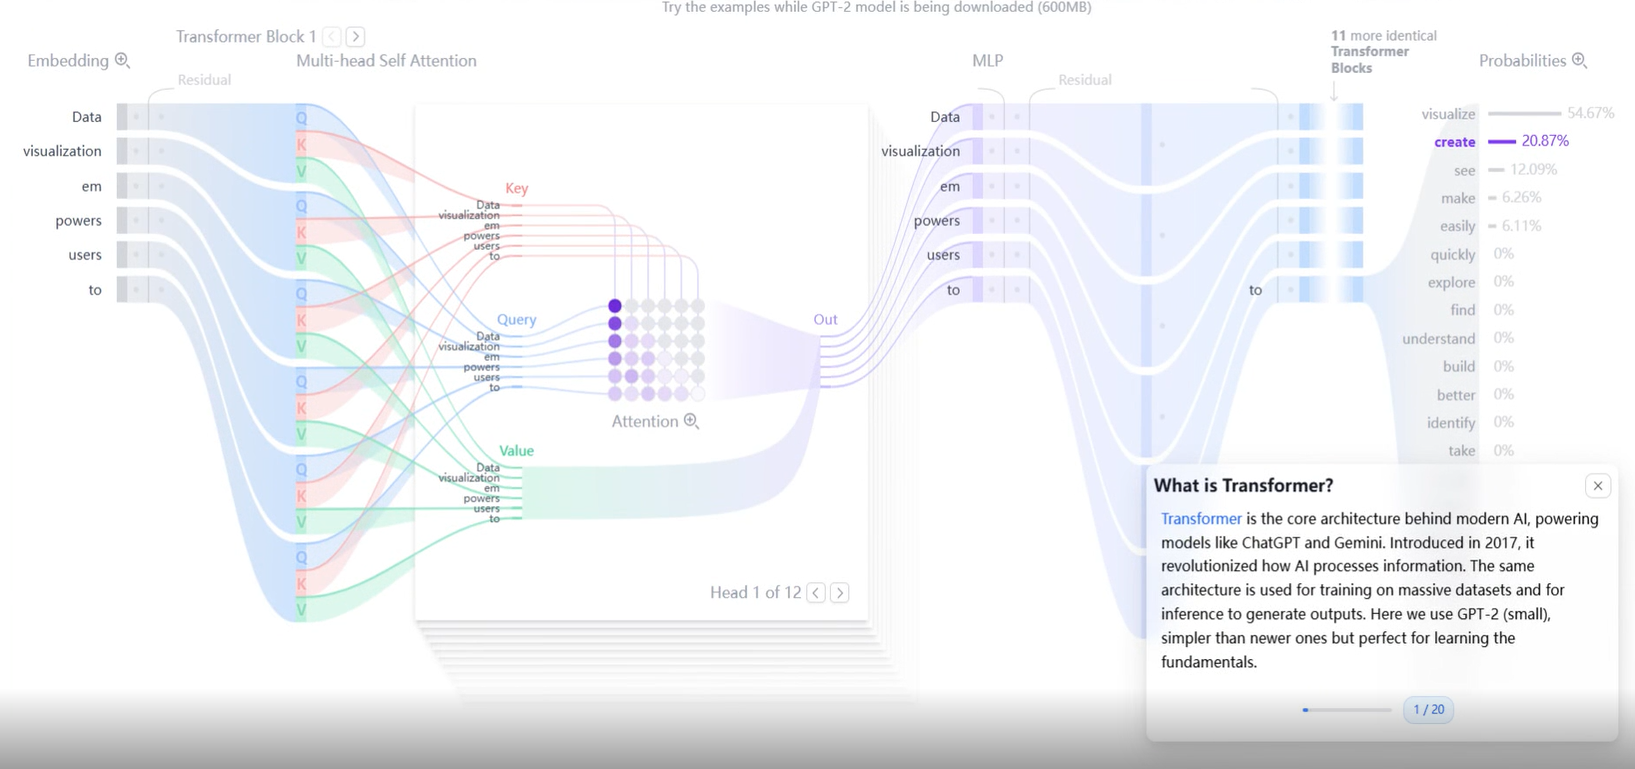 Try the examples while GPT-2 model is being downloaded (600MB)
Transformer Block 1 < >
Embedding
Multi-head Self Attention
MLP
11 more identical
Transformer
Blocks
Probabilities
Residual
Residual
Data
visualization
em
powers
users
to
Q
K
V
Q
K
V
Q
K
V
Q
K
V
Q
K
V
Q
K
V
Key
Data
visualization
em
powers
users
to
Query
Data
visualization
em
powers
users
to
Attention
Value
Data
visualization
em
powers
users
to
Out
Head 1 of 12 < >
Data
visualization
em
powers
users
to
to
visualize 54.67%
create 20.87%
see 12.09%
make 6.26%
easily 6.11%
quickly 0%
explore 0%
find 0%
understand 0%
build 0%
better 0%
identify 0%
take 0%
What is Transformer? ×
Transformer is the core architecture behind modern AI, powering
models like ChatGPT and Gemini. Introduced in 2017, it
revolutionized how AI processes information. The same
architecture is used for training on massive datasets and for
inference to generate outputs. Here we use GPT-2 (small),
simpler than newer ones but perfect for learning the
fundamentals.
1 / 20